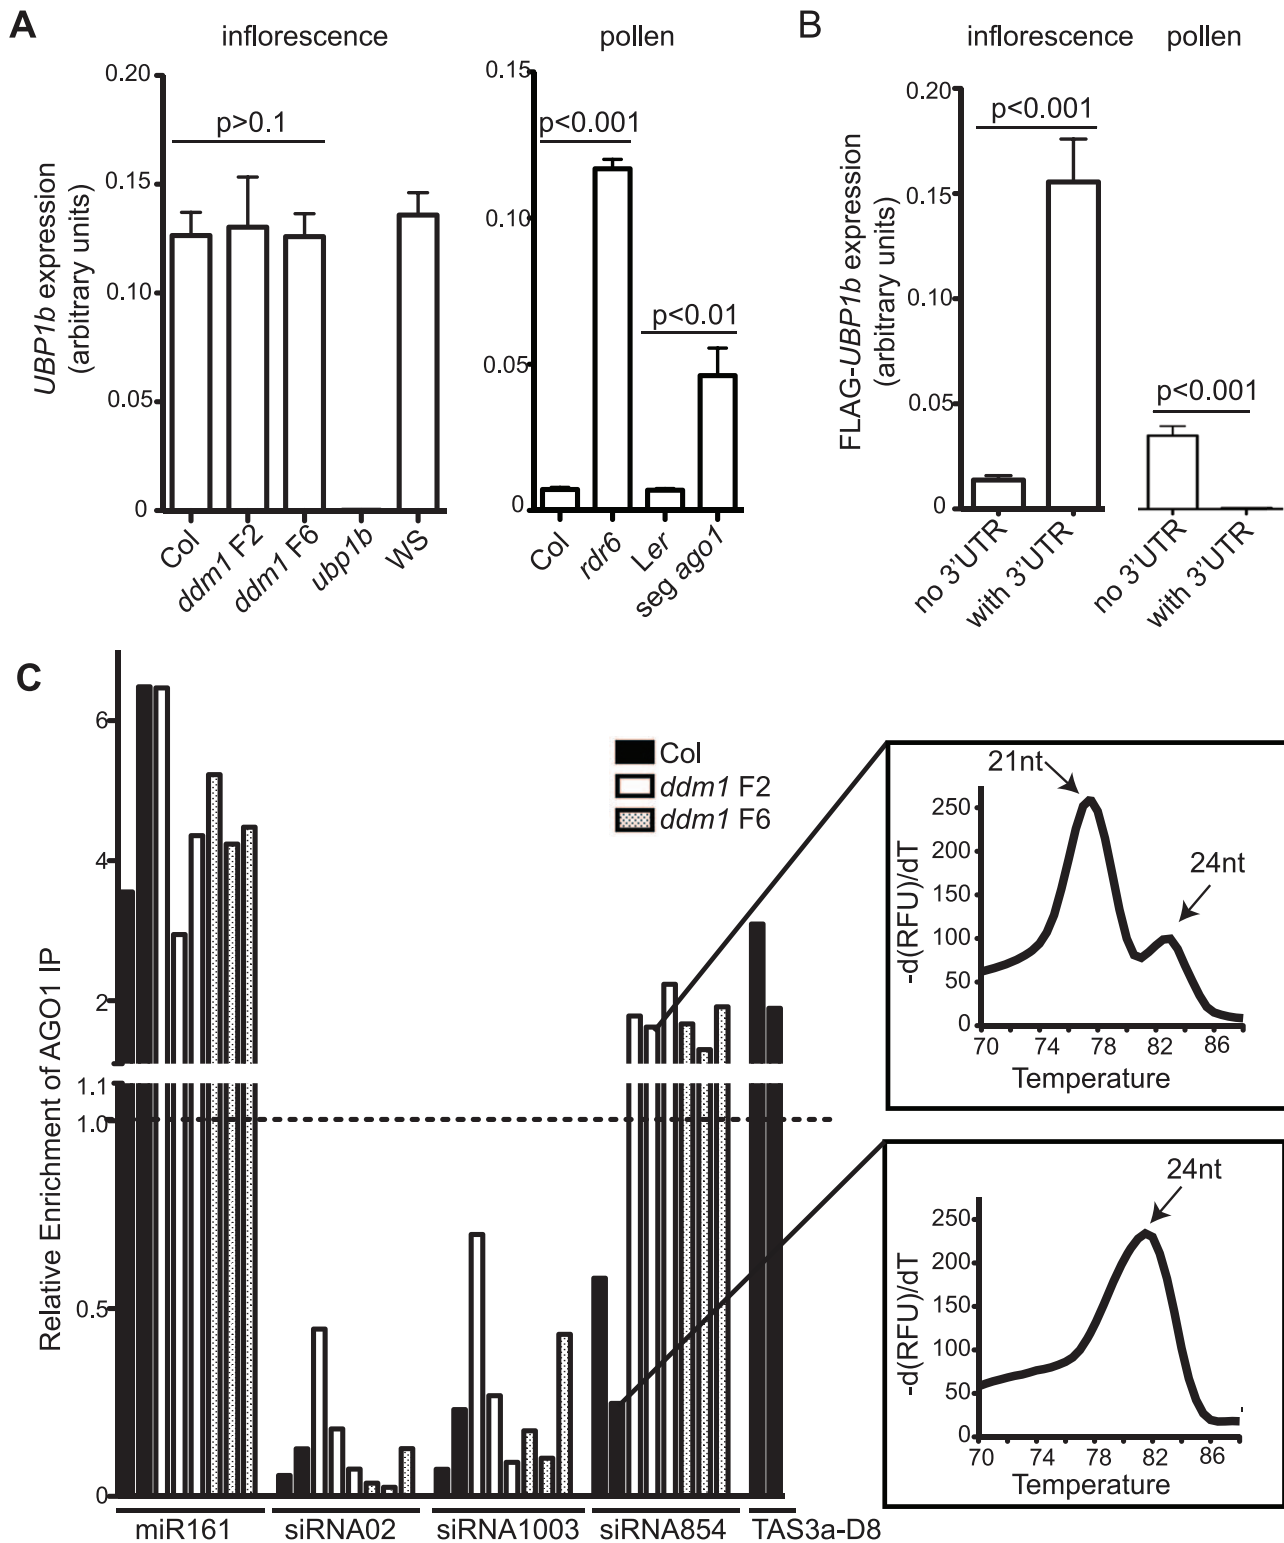 A
inflorescence
pollen
UBP1b expression
(arbitrary units)
0.20
0.15
0.10
0.05
0
p>0.1
Col
ddm1 F2
ddm1 F6
ubp1b
WS
0.15
0.10
0.05
0
p<0.001
p<0.01
Col
rdr6
Ler
seg ago1
B
inflorescence
pollen
FLAG-UBP1b expression
(arbitrary units)
0.20
0.15
0.10
0.05
0
p<0.001
p<0.001
no 3'UTR
with 3'UTR
no 3'UTR
with 3'UTR
C
Relative Enrichment of AGO1 IP
6
4
2
1.1
1.0
0.5
0
Col
ddm1 F2
ddm1 F6
miR161
siRNA02
siRNA1003
siRNA854
TAS3a-D8
21nt
24nt
-d(RFU)/dT
250
200
150
100
50
0
70
74
78
82
86
Temperature
24nt
-d(RFU)/dT
250
200
150
100
50
0
70
74
78
82
86
Temperature